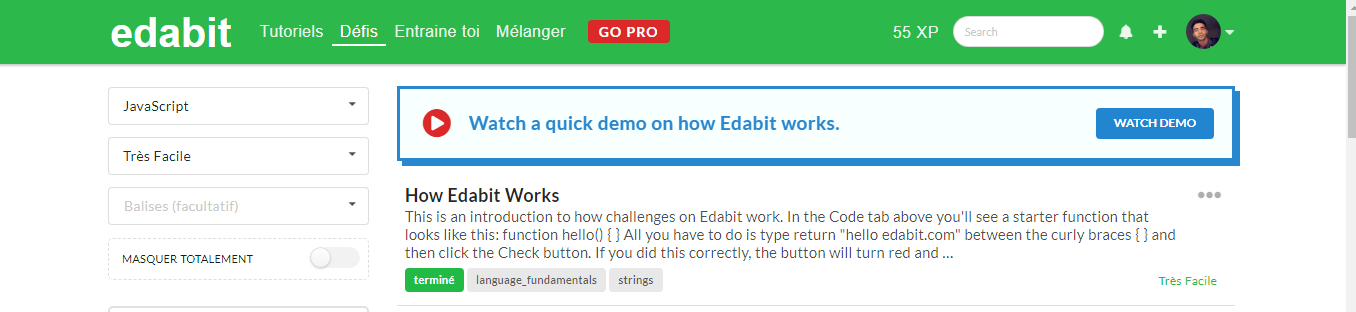 edabit
Tutoriels Défis Entraine toi Mélanger GO PRO 55 XP Search
JavaScript
Très Facile
Balises (facultatif)
MASQUER TOTALEMENT
Watch a quick demo on how Edabit works. WATCH DEMO
How Edabit Works
This is an introduction to how challenges on Edabit work. In the Code tab above you'll see a starter function that
looks like this: function hello() { } All you have to do is type return "hello edabit.com" between the curly braces { } and
then click the Check button. If you did this correctly, the button will turn red and ...
terminé language_fundamentals strings Très Facile